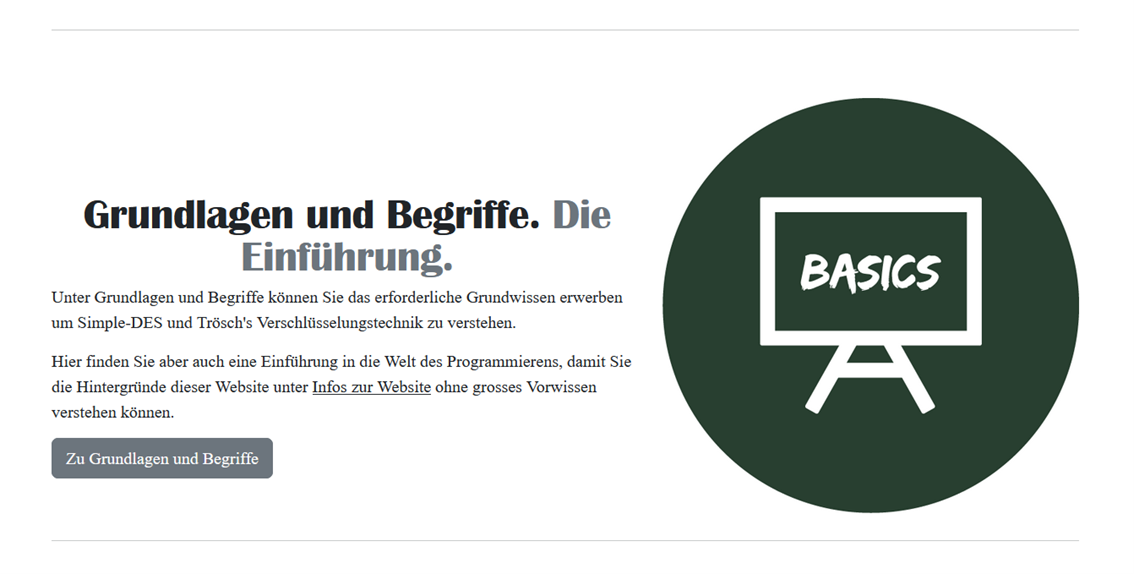 Grundlagen und Begriffe. Die
Einführung.
Unter Grundlagen und Begriffe können Sie das erforderliche Grundwissen erwerben
um Simple-DES und Trösch's Verschlüsselungstechnik zu verstehen.
Hier finden Sie aber auch eine Einführung in die Welt des Programmierens, damit Sie
die Hintergründe dieser Website unter Infos zur Website ohne grosses Vorwissen
verstehen können.
Zu Grundlagen und Begriffe
BASICS